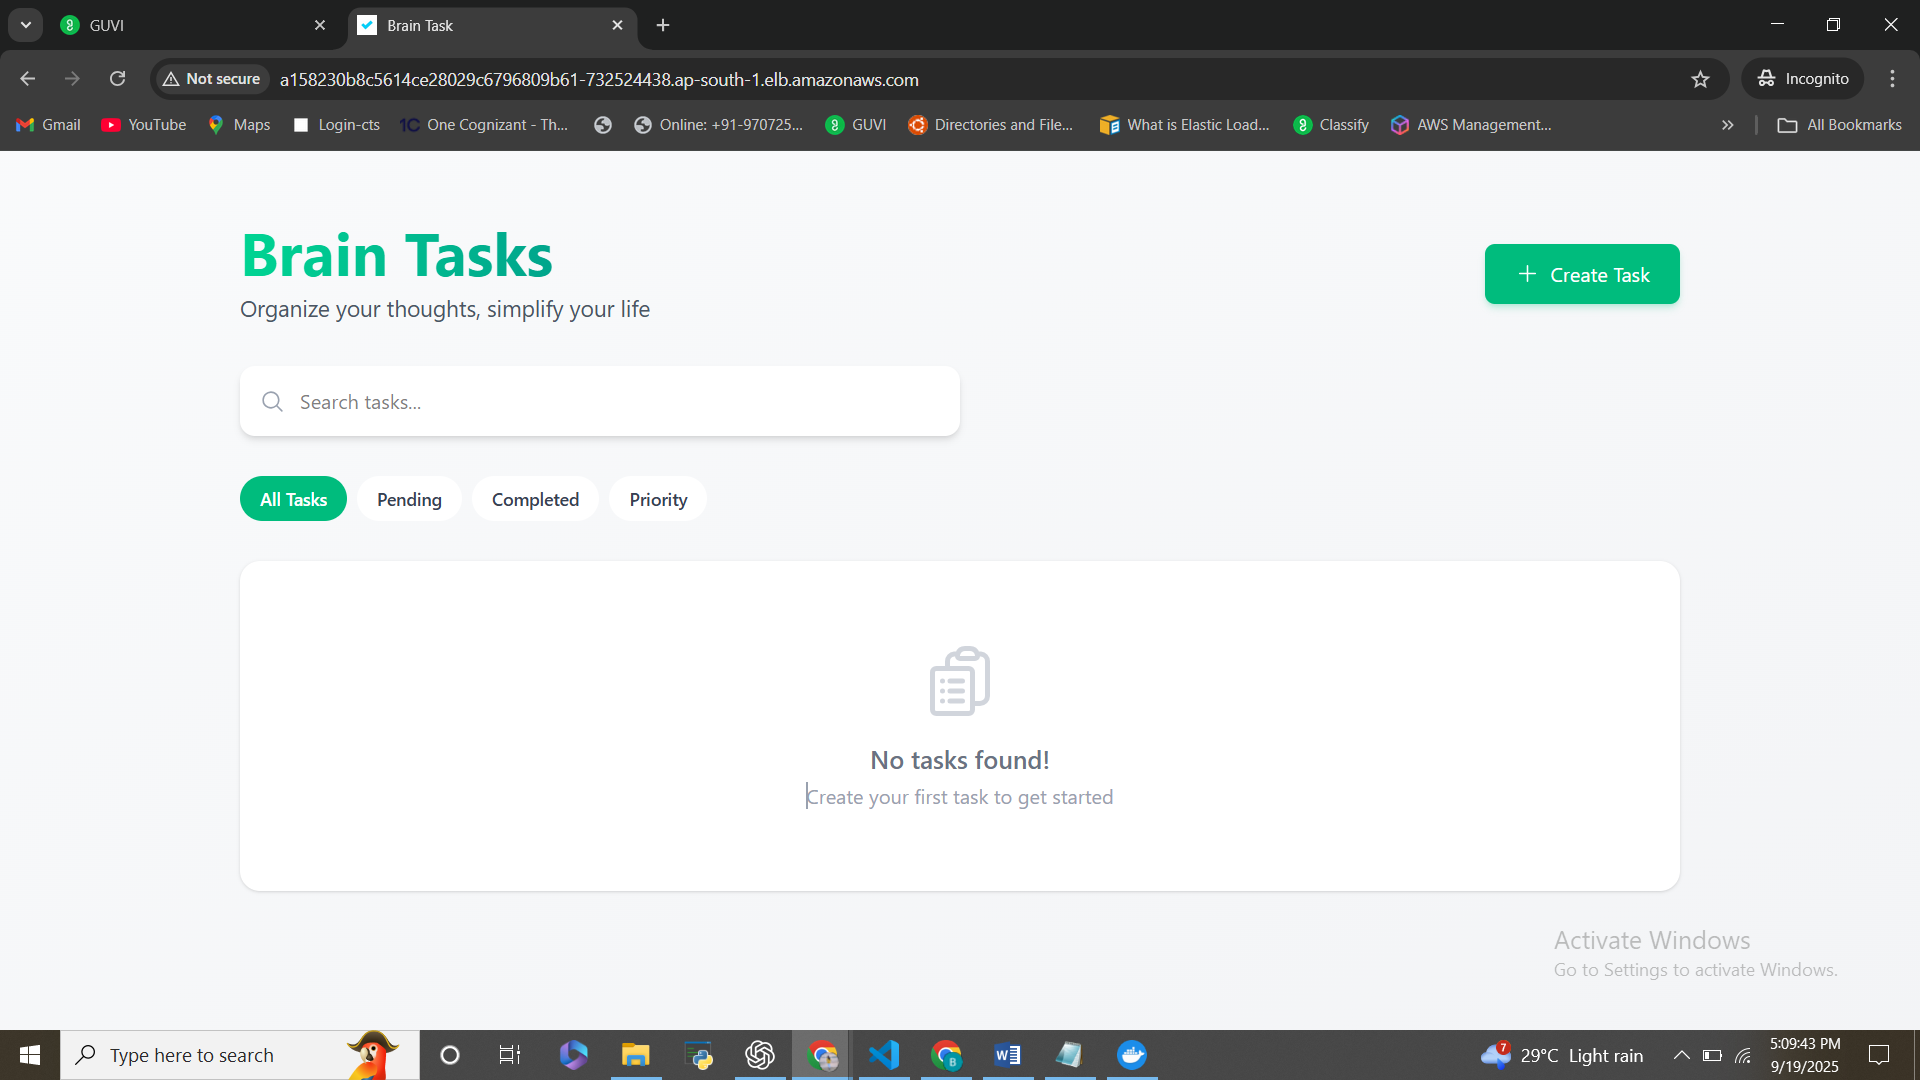 GUVI
Brain Task
Not secure
a158230b8c5614ce28029c6796809b61-732524438.ap-south-1.elb.amazonaws.com
Incognito
Gmail
YouTube
Maps
Login-cts
One Cognizant - Th...
Online: +91-970725...
GUVI
Directories and File...
What is Elastic Load...
Classify
AWS Management...
All Bookmarks
Brain Tasks
Organize your thoughts, simplify your life
Create Task
Search tasks...
All Tasks
Pending
Completed
Priority
No tasks found!
Create your first task to get started
Activate Windows
Go to Settings to activate Windows.
Type here to search
7
29°C Light rain
5:09:43 PM
9/19/2025